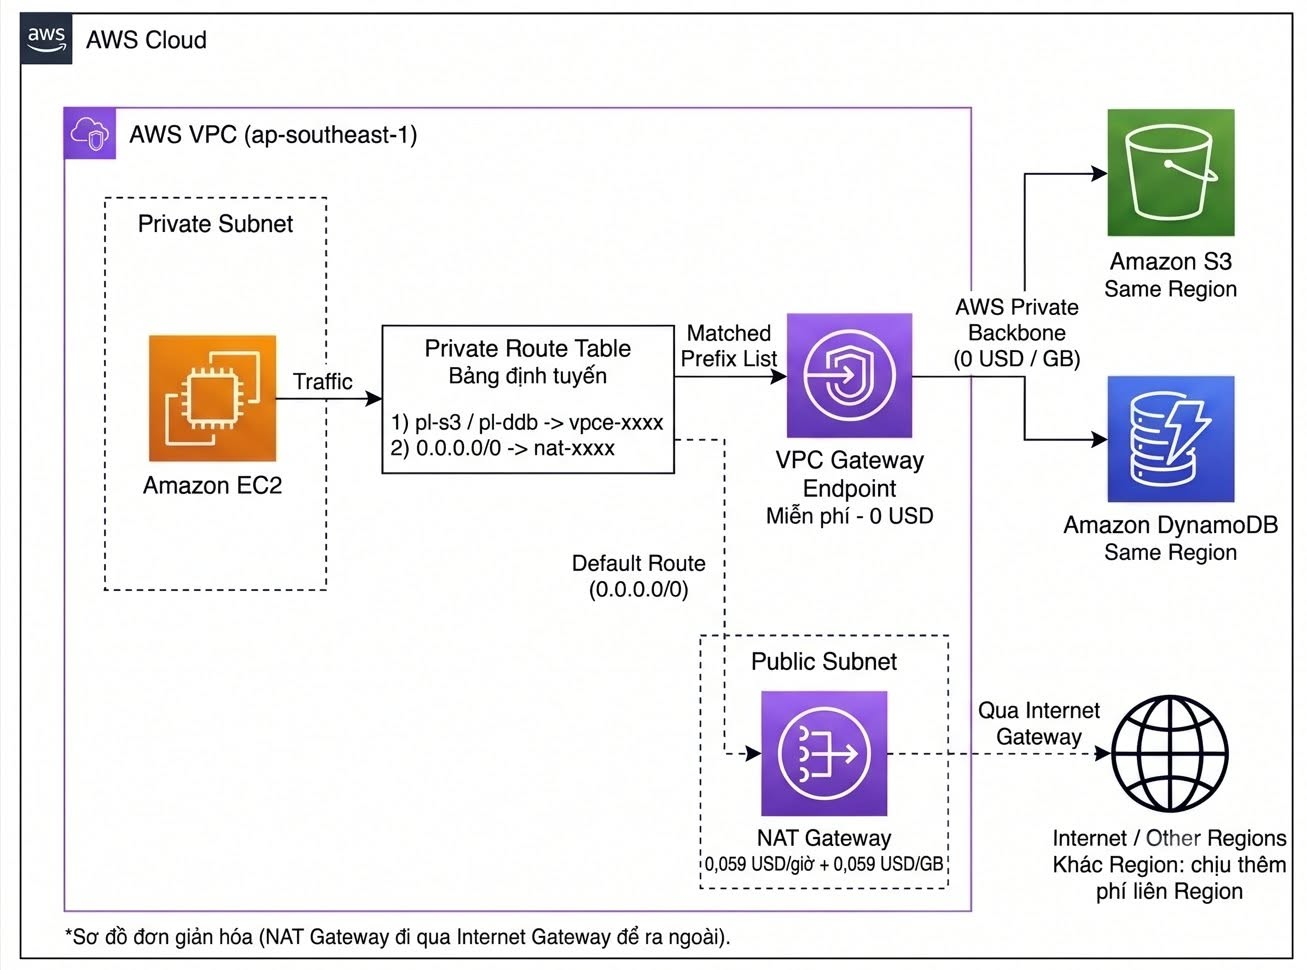 aws
AWS Cloud
AWS VPC (ap-southeast-1)
Private Subnet
Amazon EC2
Traffic
Private Route Table
Bảng định tuyến
1) pl-s3 / pl-ddb -> vpce-xxxx
2) 0.0.0.0/0 -> nat-xxxx
Matched
Prefix List
VPC Gateway
Endpoint
Miễn phí - 0 USD
AWS Private
Backbone
(0 USD / GB)
Amazon S3
Same Region
Amazon DynamoDB
Same Region
Default Route
(0.0.0.0/0)
Public Subnet
NAT Gateway
0,059 USD/giờ + 0,059 USD/GB
Qua Internet
Gateway
Internet / Other Regions
Khác Region: chịu thêm
phí liên Region
*Sơ đồ đơn giản hóa (NAT Gateway đi qua Internet Gateway để ra ngoài).